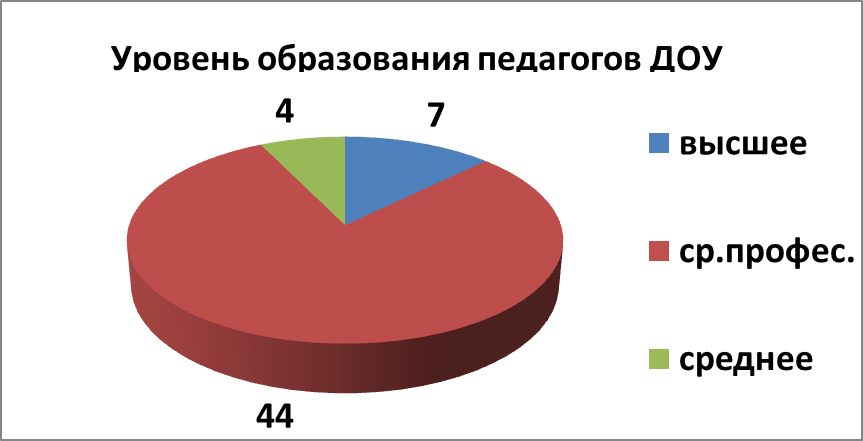 Уровень образования педагогов ДОУ
4
7
высшее
ср.профес.
среднее
44